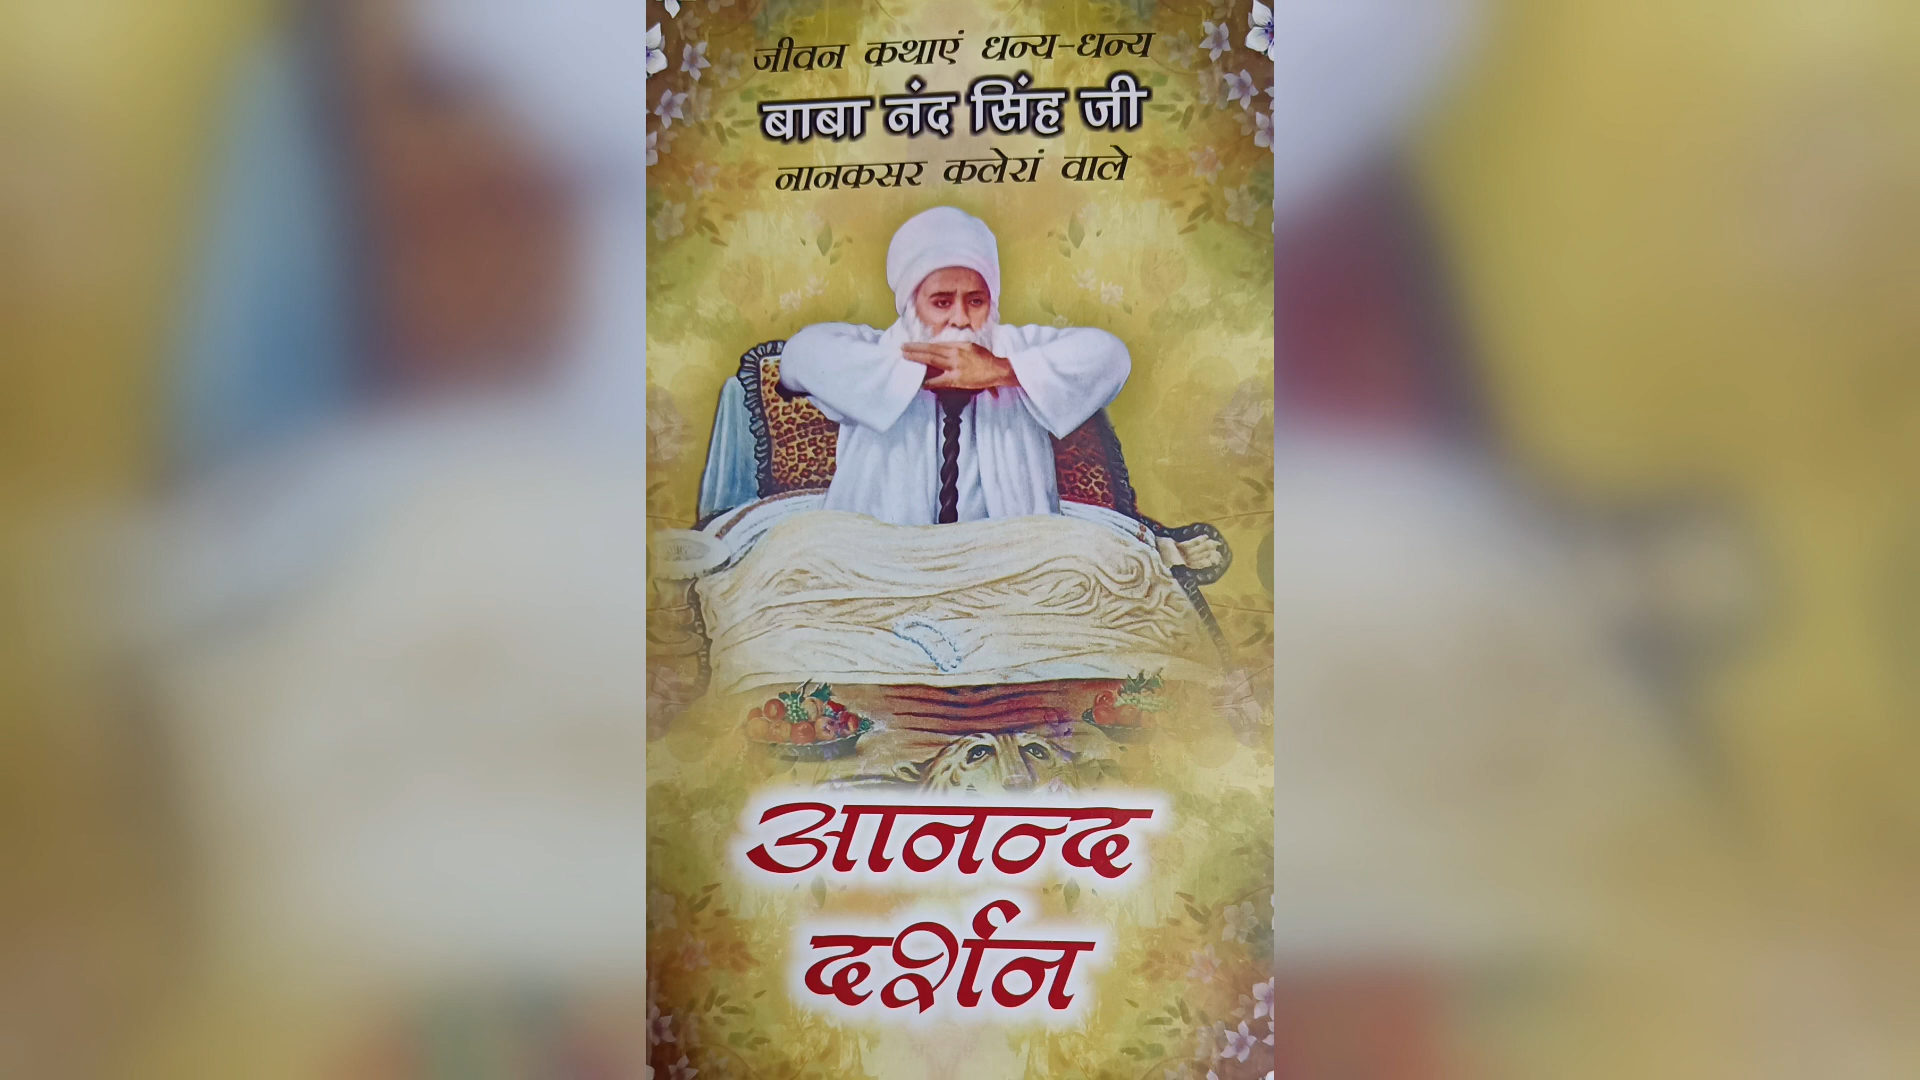 जीवन कथाएं धन्य-धन्य
बाबा नंद सिंह जी
नानकसर कलेरां वाले
आनन्द
दर्शन